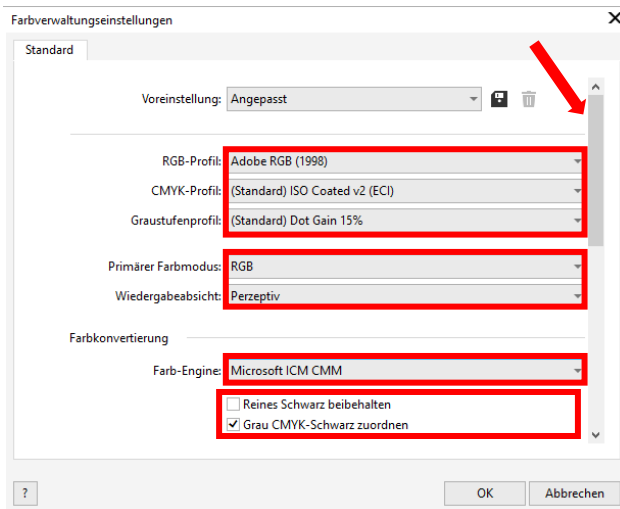 Farbverwaltungseinstellungen
Standard
Voreinstellung: Angepasst
RGB-Profil: Adobe RGB (1998)
CMYK-Profil: (Standard) ISO Coated v2 (ECI)
Graustufenprofil: (Standard) Dot Gain 15%
Primärer Farbmodus: RGB
Wiedergabeabsicht: Perzeptiv
Farbkonvertierung
Farb-Engine: Microsoft ICM CMM
Reines Schwarz beibehalten
Grau CMYK-Schwarz zuordnen
? OK Abbrechen